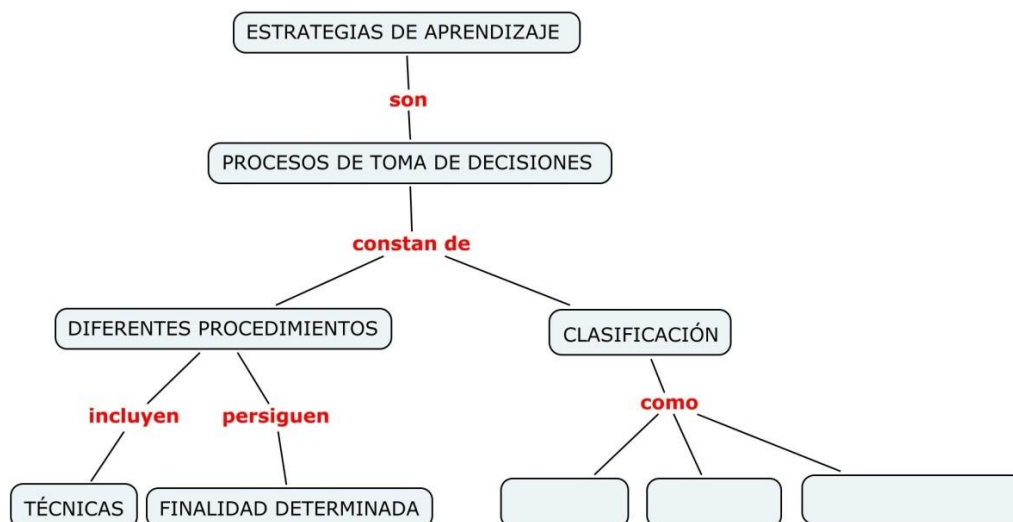 ESTRATEGIAS DE APRENDIZAJE
son
PROCESOS DE TOMA DE DECISIONES
constan de
DIFERENTES PROCEDIMIENTOS
CLASIFICACIÓN
incluyen
persiguen
como
TÉCNICAS
FINALIDAD DETERMINADA